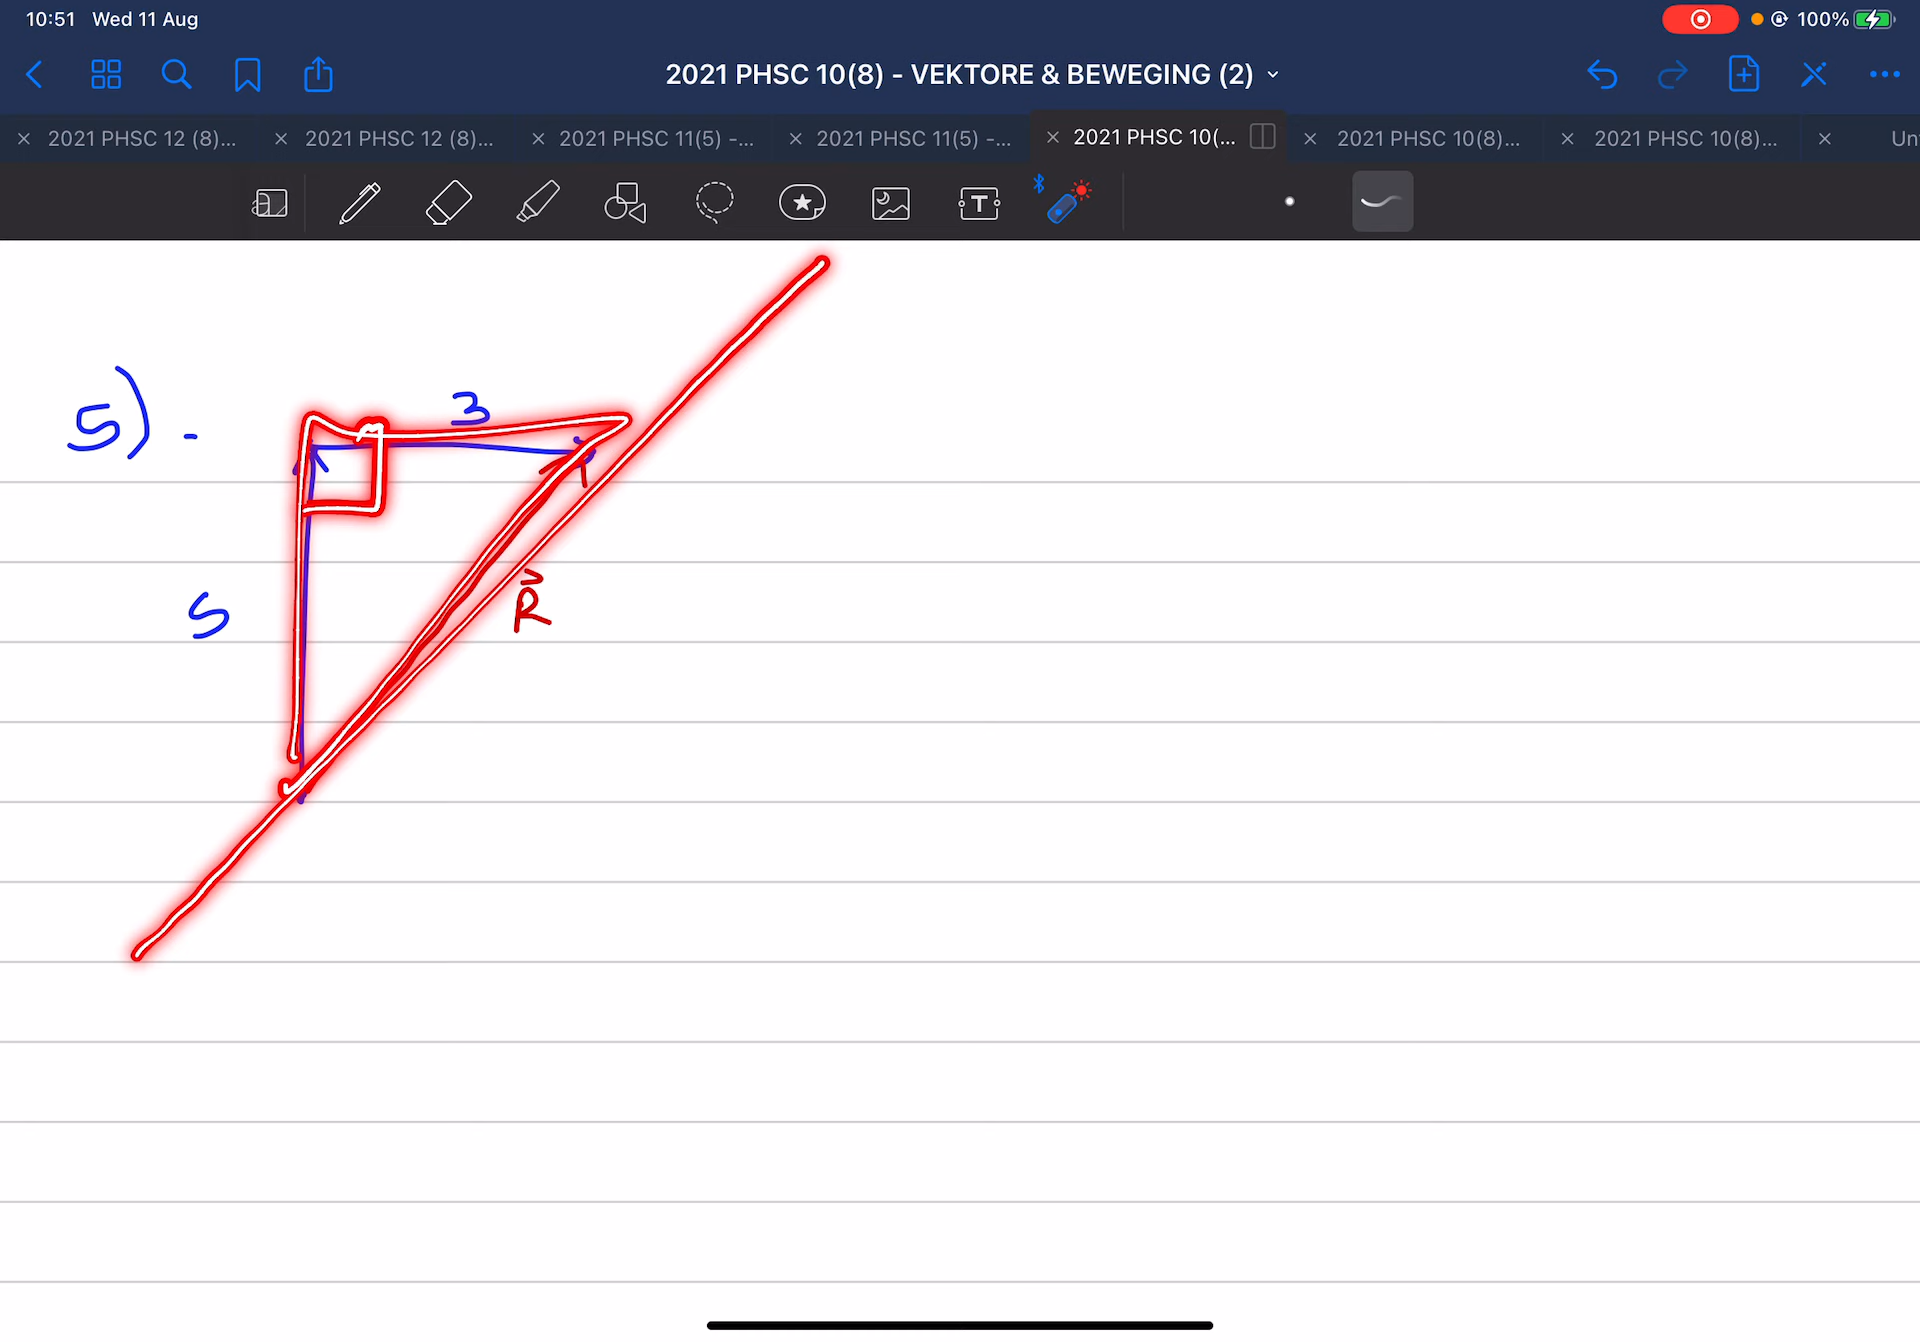 10:51 Wed 11 Aug
100%
2021 PHSC 10(8) - VEKTORE & BEWEGING (2)
2021 PHSC 12 (8)...
2021 PHSC 12 (8)...
2021 PHSC 11(5) -...
2021 PHSC 11(5) -...
2021 PHSC 10(...
2021 PHSC 10(8)...
2021 PHSC 10(8)...
Un
T
5) -
3
5
R